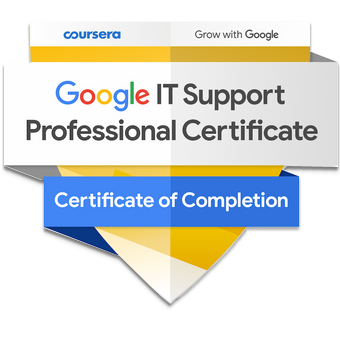 coursera
Grow with Google
Google IT Support
Professional Certificate
Certificate of Completion